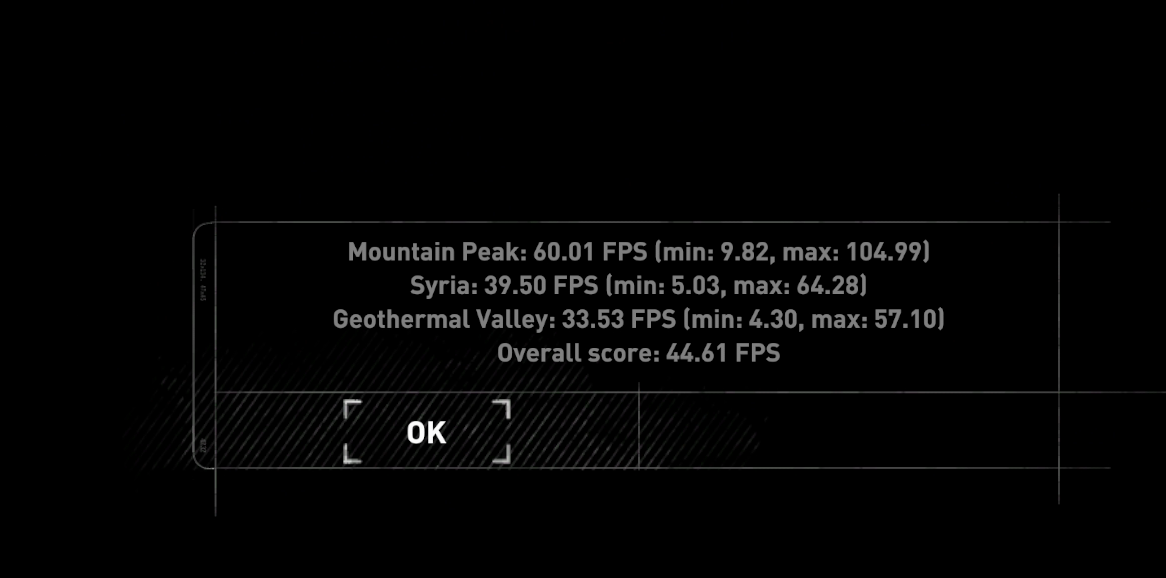 Mountain Peak: 60.01 FPS (min: 9.82, max: 104.99)
Syria: 39.50 FPS (min: 5.03, max: 64.28)
Geothermal Valley: 33.53 FPS (min: 4.30, max: 57.10)
Overall score: 44.61 FPS
OK